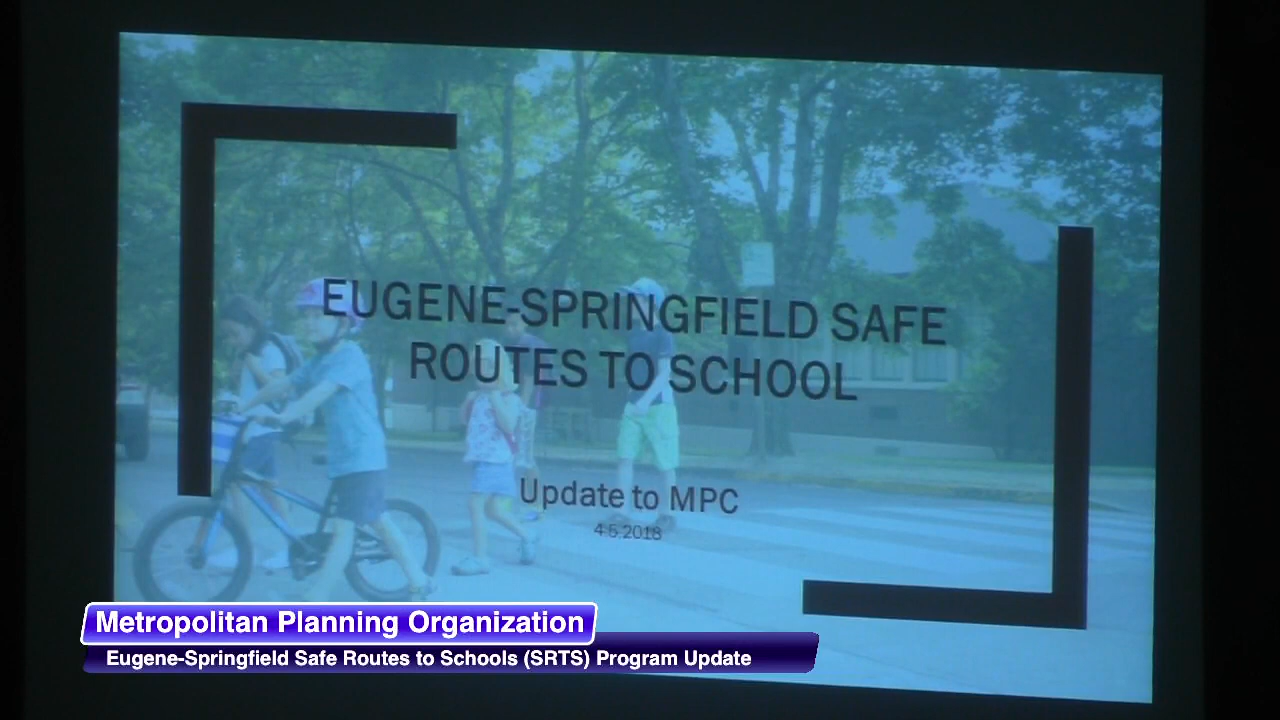 EUGENE-SPRINGFIELD SAFE
ROUTES TO SCHOOL
Update to MPC
4.5.2018
Metropolitan Planning Organization
Eugene-Springfield Safe Routes to Schools (SRTS) Program Update